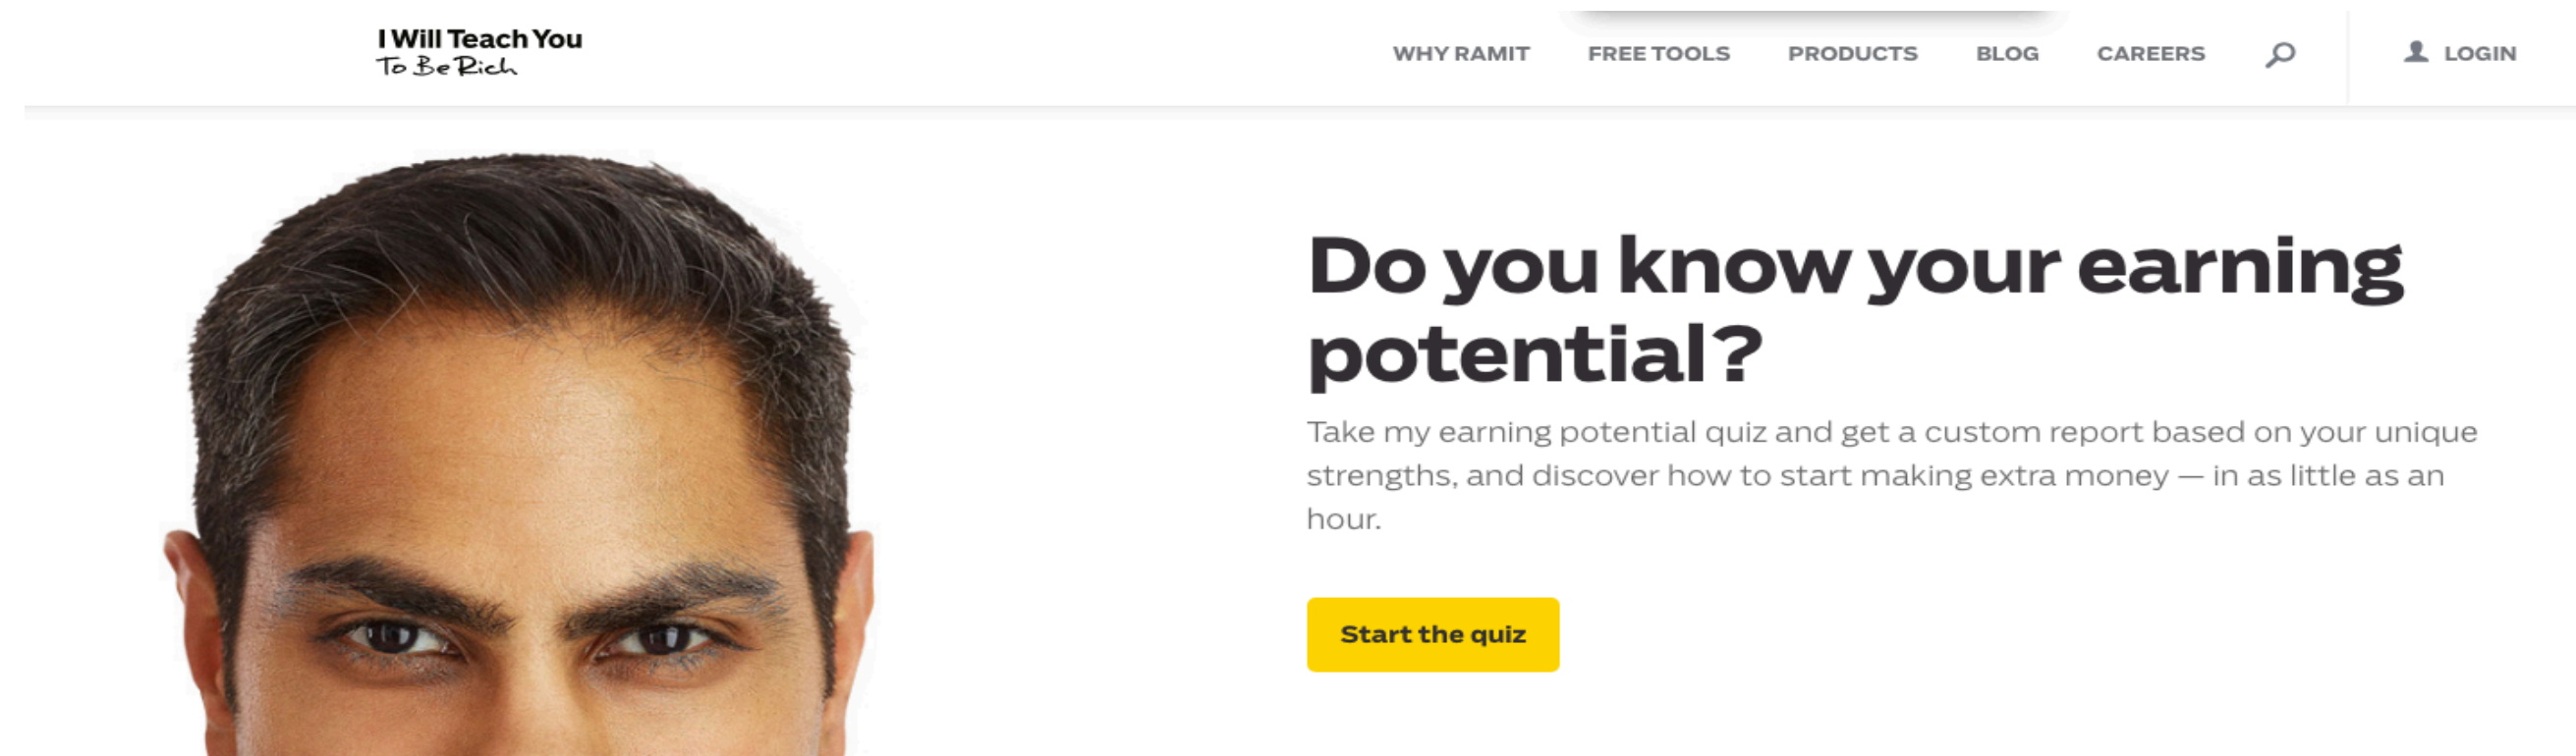 I Will Teach You
To Be Rich
WHY RAMIT FREE TOOLS PRODUCTS BLOG CAREERS LOGIN
Do you know your earning
potential?
Take my earning potential quiz and get a custom report based on your unique
strengths, and discover how to start making extra money — in as little as an
hour.
Start the quiz